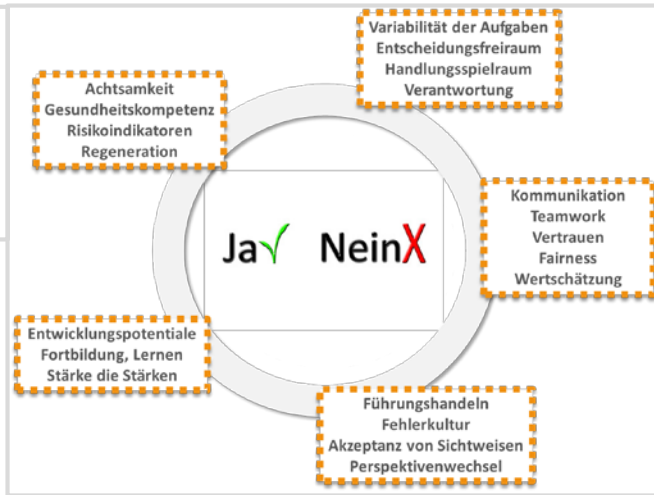 Variabilität der Aufgaben
Entscheidungsfreiraum
Handlungsspielraum
Verantwortung
Achtsamkeit
Gesundheitskompetenz
Risikoindikatoren
Regeneration
Kommunikation
Teamwork
Vertrauen
Fairness
Wertschätzung
Ja√ NeinX
Entwicklungspotentiale
Fortbildung, Lernen
Stärke die Stärken
Führungshandeln
Fehlerkultur
Akzeptanz von Sichtweisen
Perspektivenwechsel